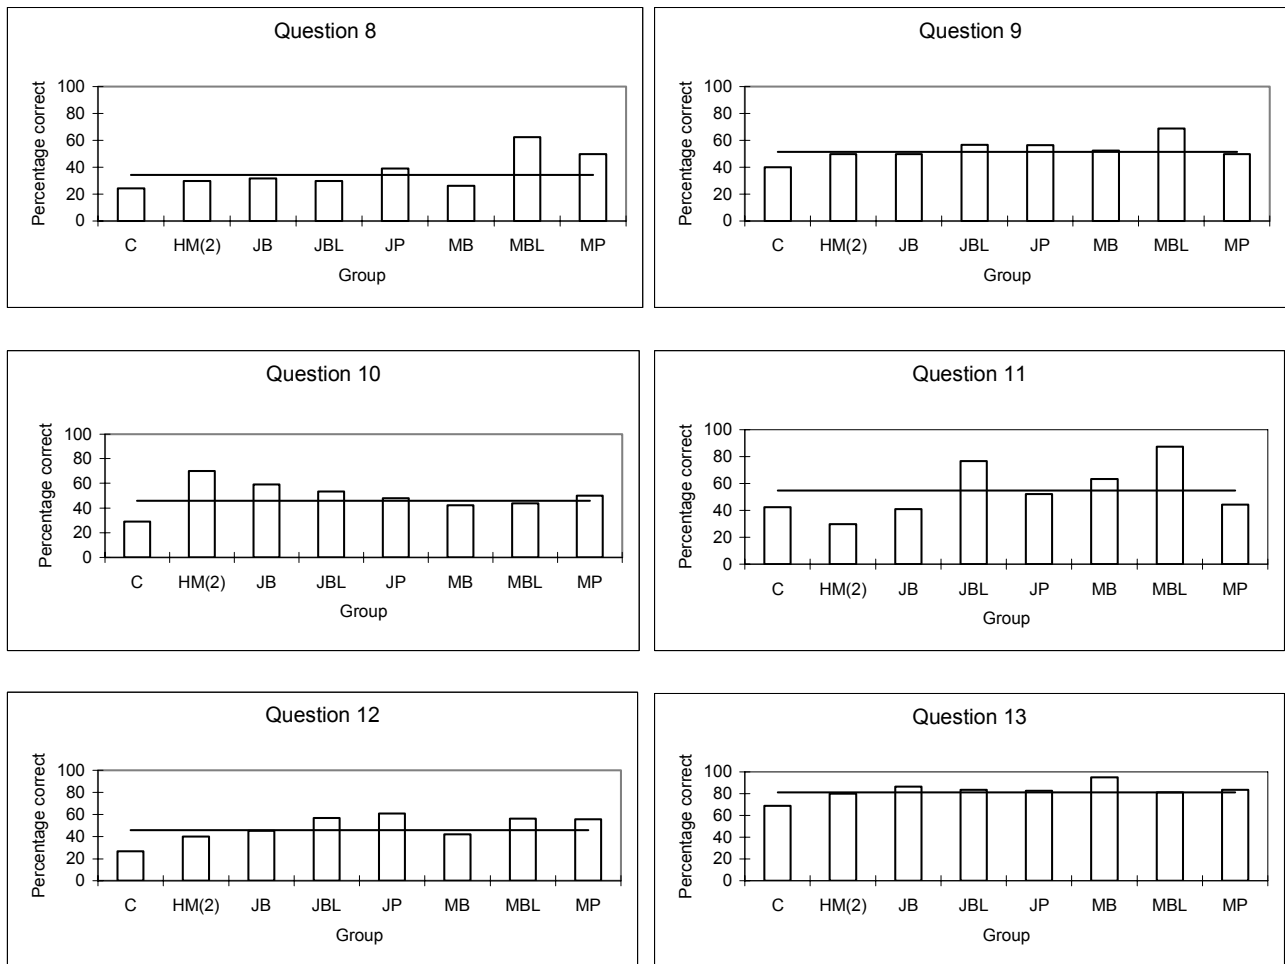 Question 8
Percentage correct
100
80
60
40
20
0
C HM(2) JB JBL JP MB MBL MP
Group
Question 9
Percentage correct
100
80
60
40
20
0
C HM(2) JB JBL JP MB MBL MP
Group
Question 10
Percentage correct
100
80
60
40
20
0
C HM(2) JB JBL JP MB MBL MP
Group
Question 11
Percentage correct
100
80
60
40
20
0
C HM(2) JB JBL JP MB MBL MP
Group
Question 12
Percentage correct
100
80
60
40
20
0
C HM(2) JB JBL JP MB MBL MP
Group
Question 13
Percentage correct
100
80
60
40
20
0
C HM(2) JB JBL JP MB MBL MP
Group